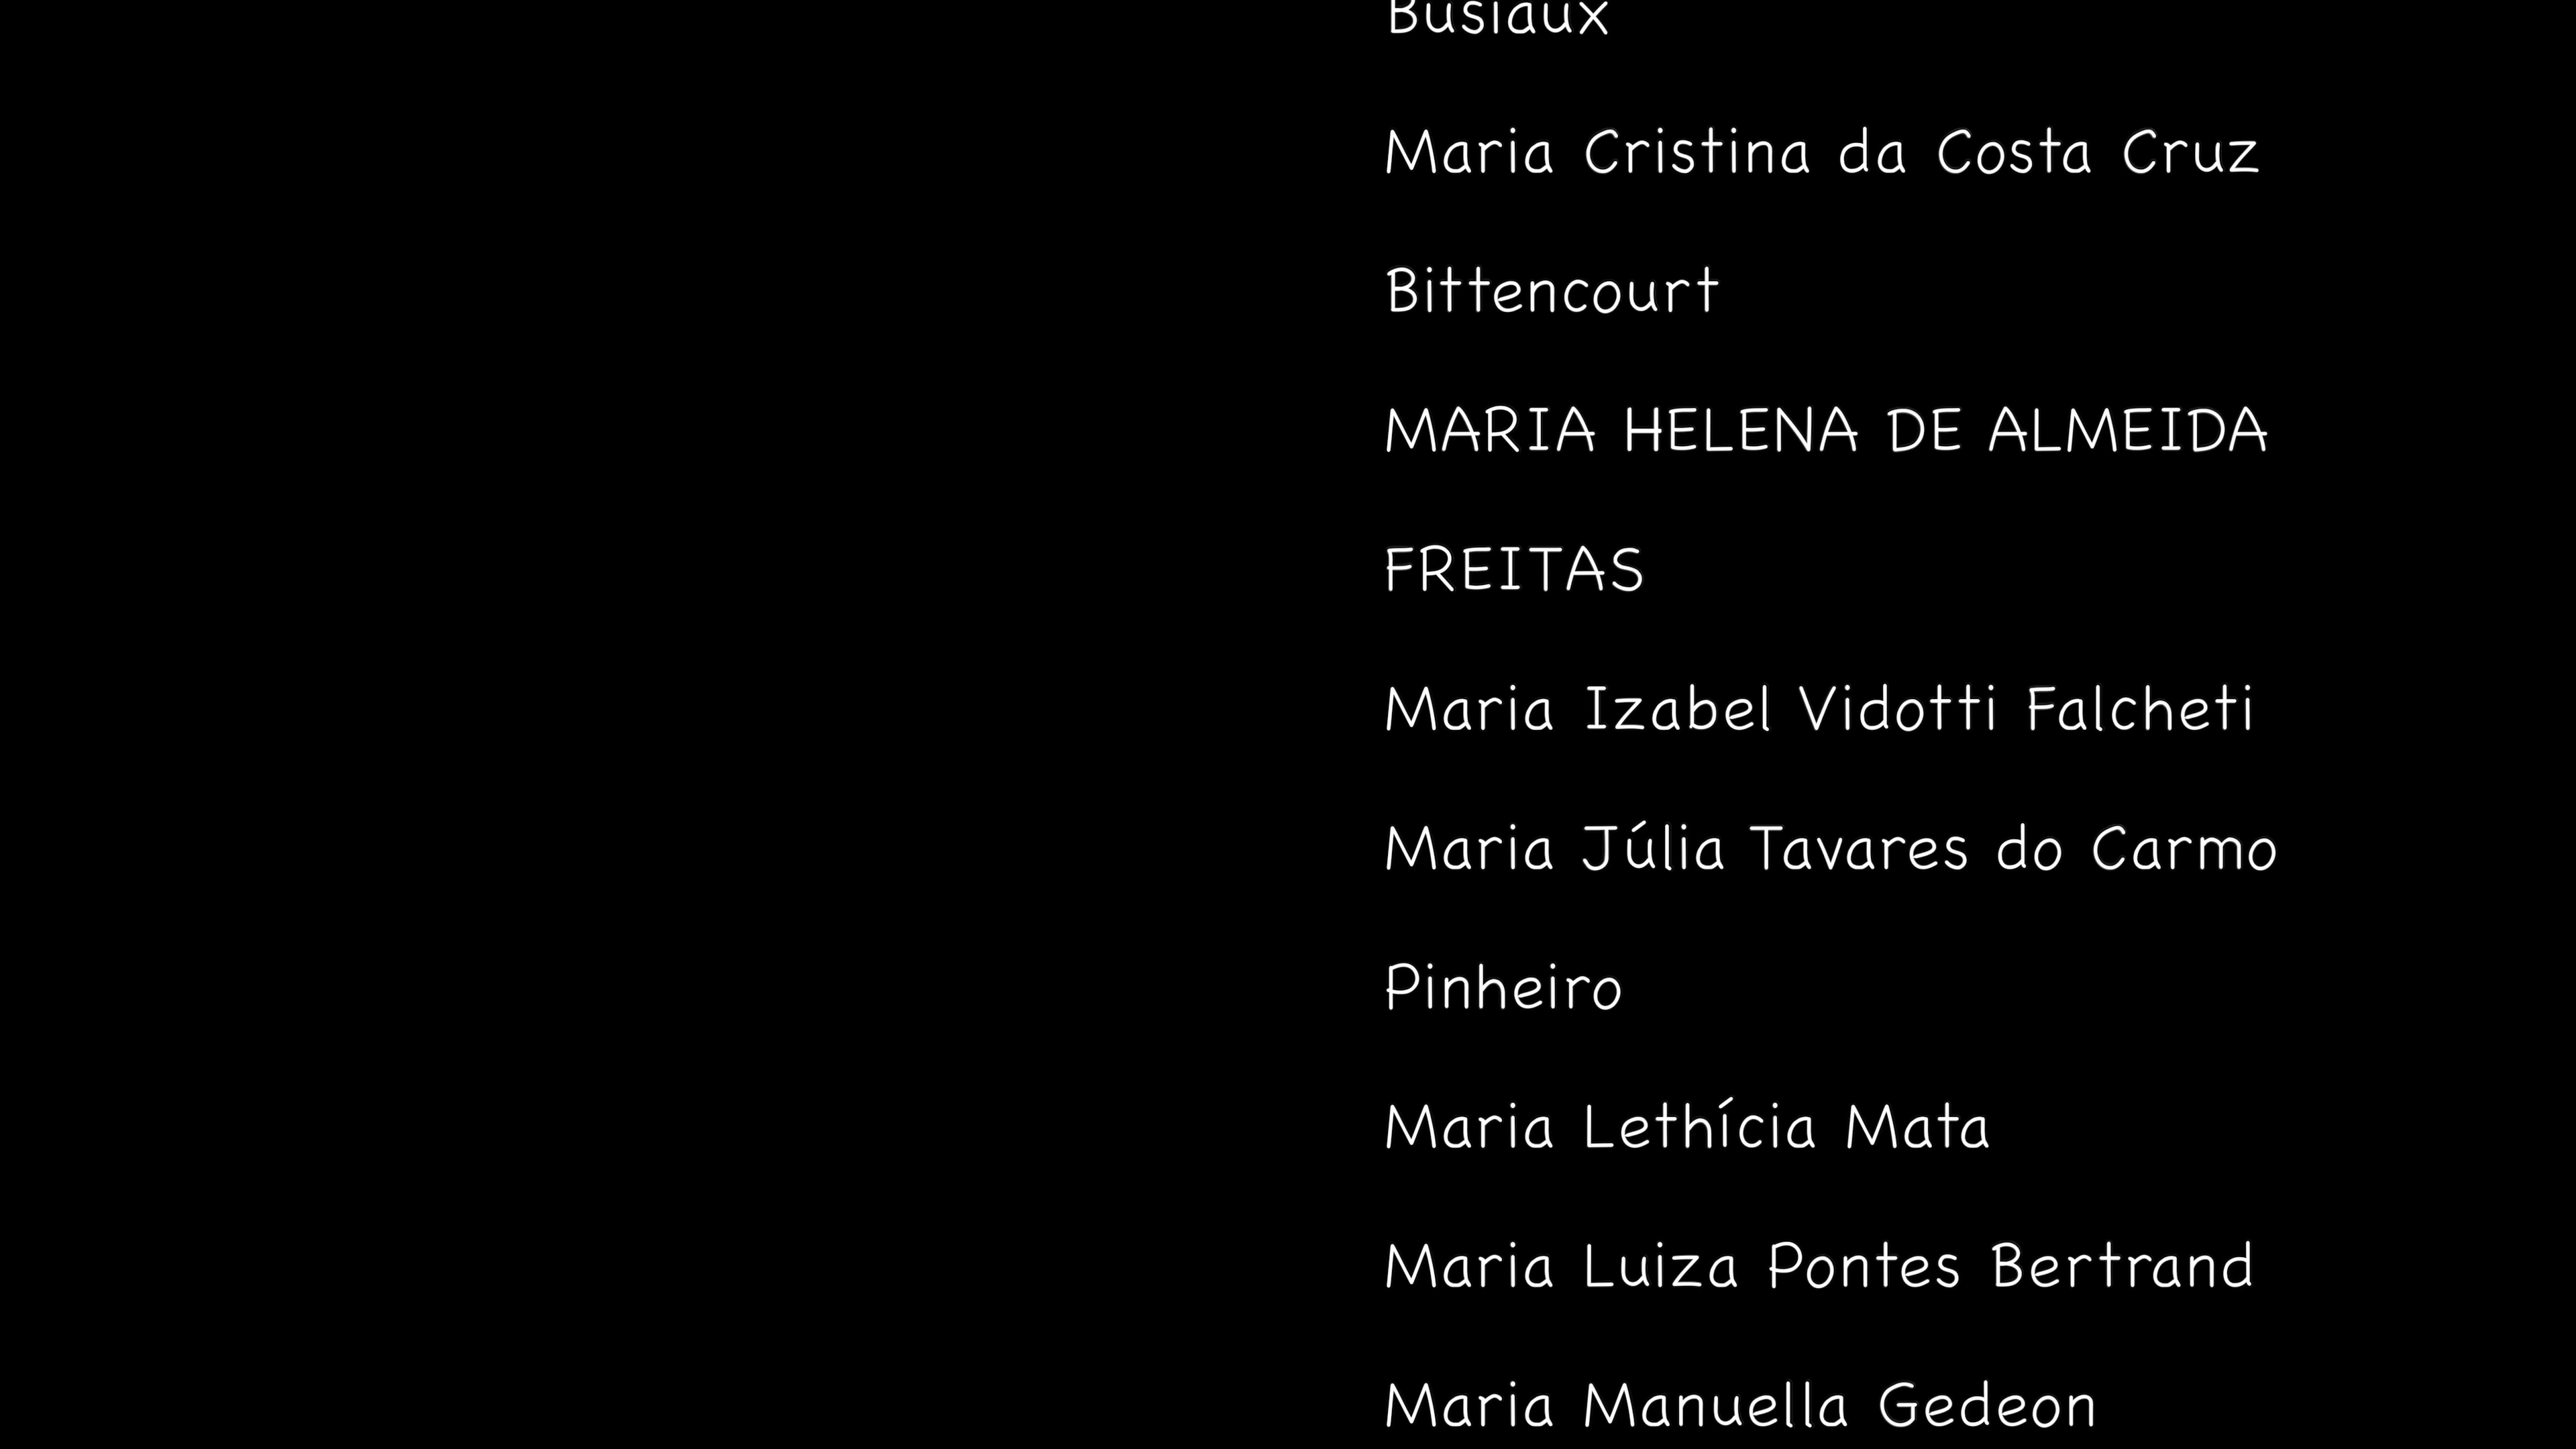 Busiaux
Maria Cristina da Costa Cruz
Bittencourt
MARIA HELENA DE ALMEIDA
FREITAS
Maria Izabel Vidotti Falcheti
Maria Júlia Tavares do Carmo
Pinheiro
Maria Lethícia Mata
Maria Luiza Pontes Bertrand
Maria Manuella Gedeon